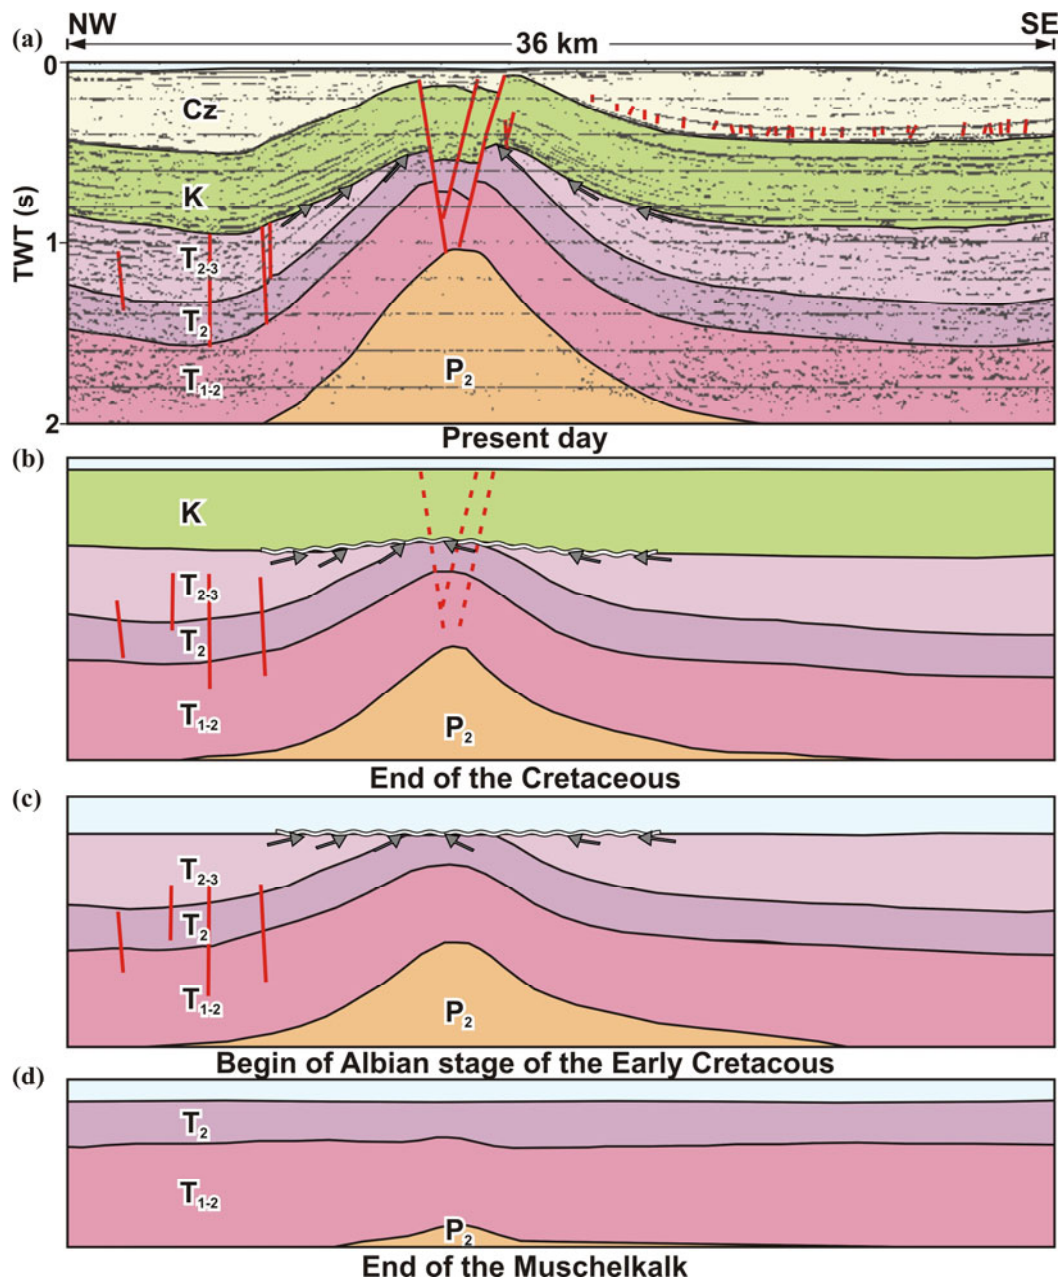 NW SE
(a)
36 km
0
Cz
K
TWT (s)
1
T2-3
T2
T1-2
P2
2
Present day
(b)
K
T2-3
T2
T1-2
P2
End of the Cretaceous
(c)
T2-3
T2
T1-2
P2
Begin of Albian stage of the Early Cretacous
(d)
T2
T1-2
P2
End of the Muschelkalk